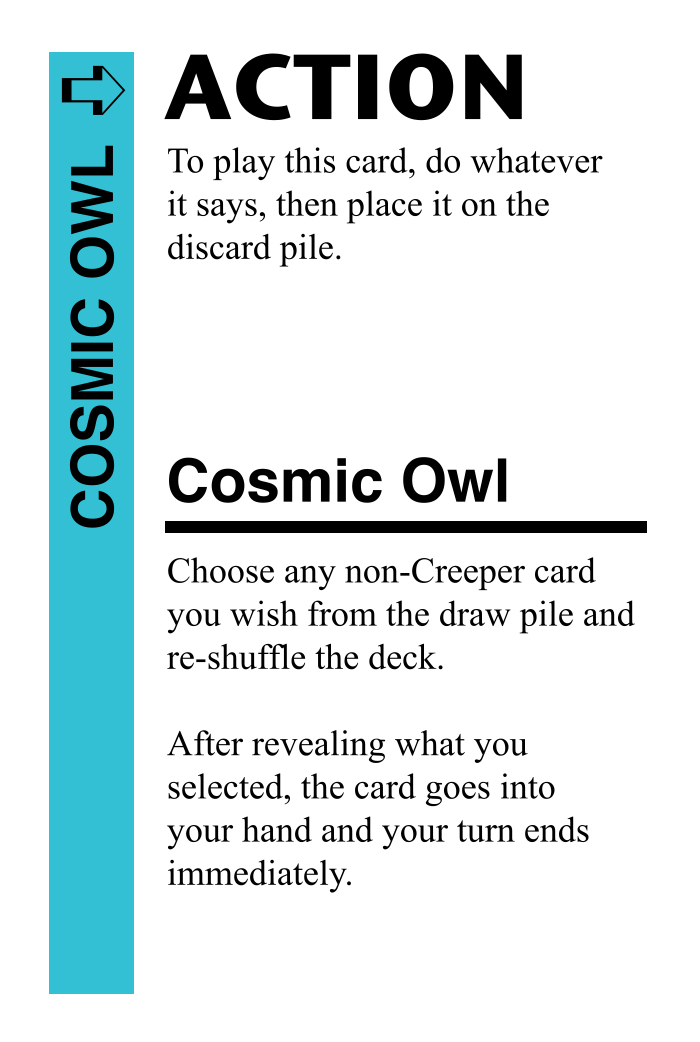 COSMIC OWL
ACTION
To play this card, do whatever
it says, then place it on the
discard pile.
Cosmic Owl
Choose any non-Creeper card
you wish from the draw pile and
re-shuffle the deck.
After revealing what you
selected, the card goes into
your hand and your turn ends
immediately.